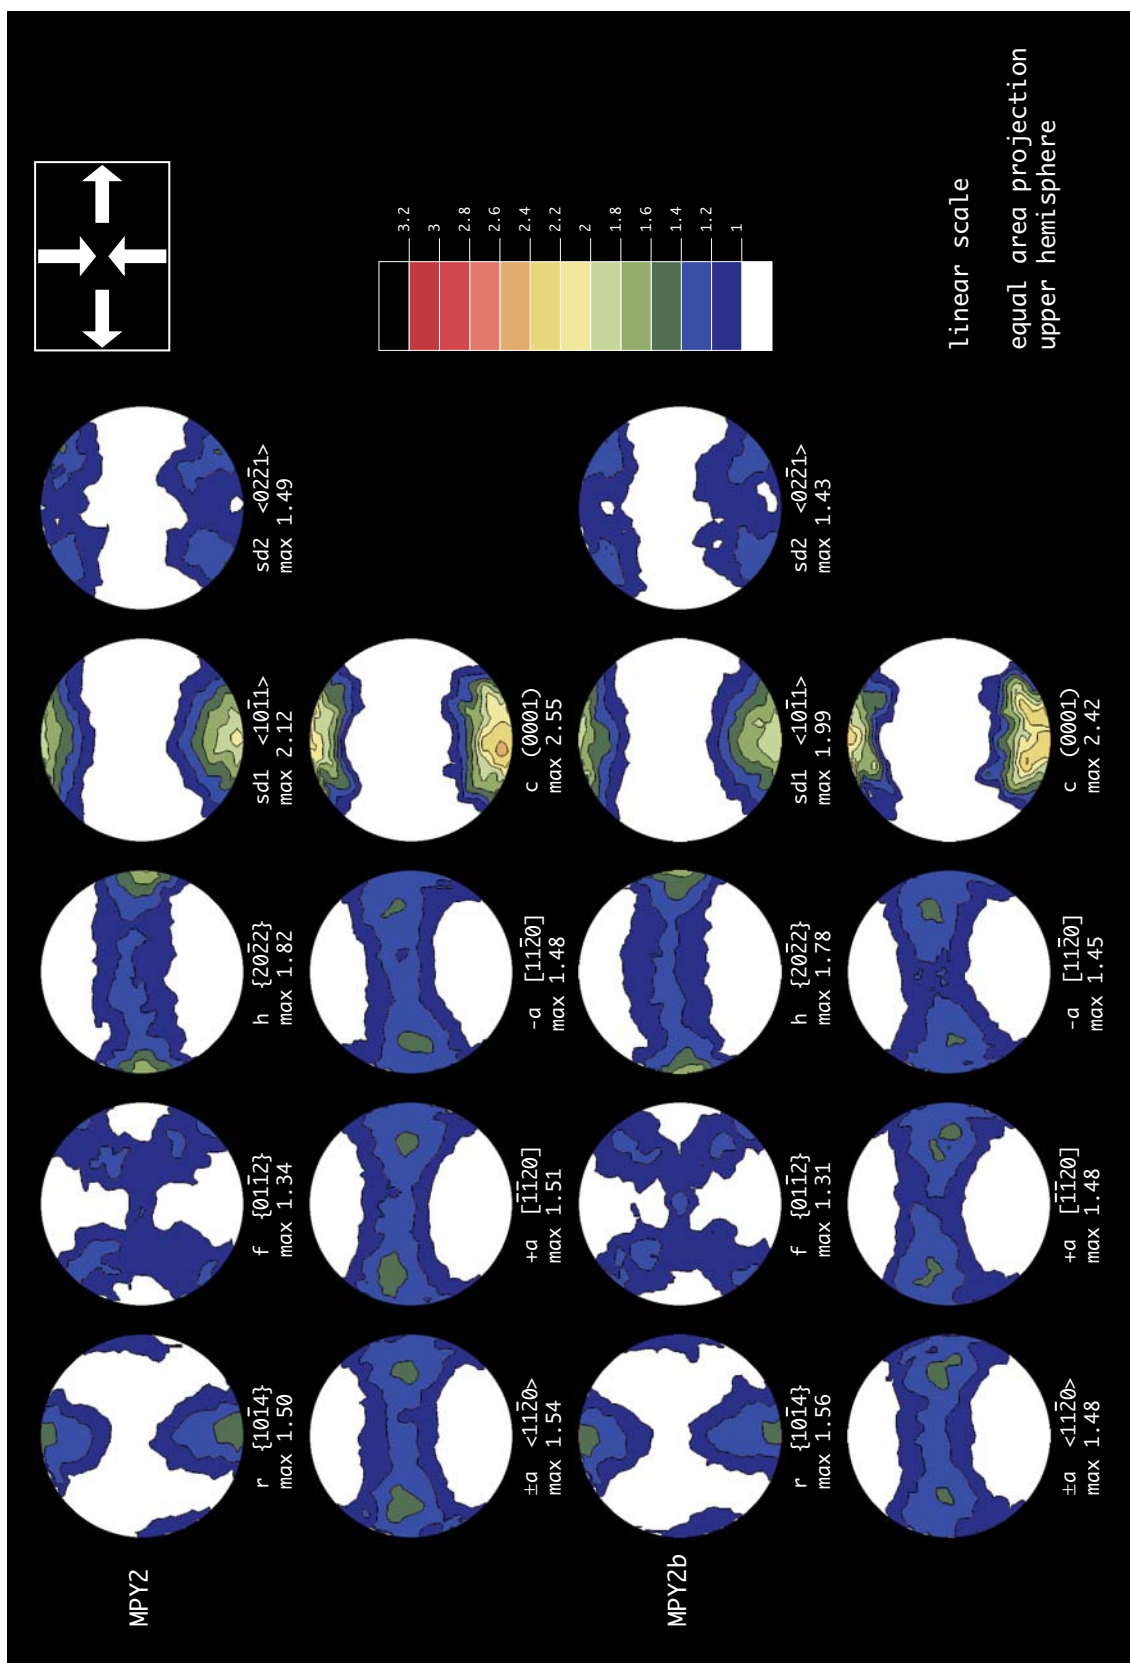 MPY2
r {101̄4}
max 1.50
f {011̄2}
max 1.34
h {202̄2}
max 1.82
sd1 <101̄1>
max 2.12
sd2 <022̄1>
max 1.49
±a <112̄0>
max 1.54
+a [1̄1̄20]
max 1.51
-a [112̄0]
max 1.48
c (0001)
max 2.55
MPY2b
r {101̄4}
max 1.56
f {011̄2}
max 1.31
h {202̄2}
max 1.78
sd1 <101̄1>
max 1.99
sd2 <022̄1>
max 1.43
±a <112̄0>
max 1.48
+a [1̄1̄20]
max 1.48
-a [112̄0]
max 1.45
c (0001)
max 2.42
3.2
3
2.8
2.6
2.4
2.2
2
1.8
1.6
1.4
1.2
1
linear scale
equal area projection
upper hemisphere